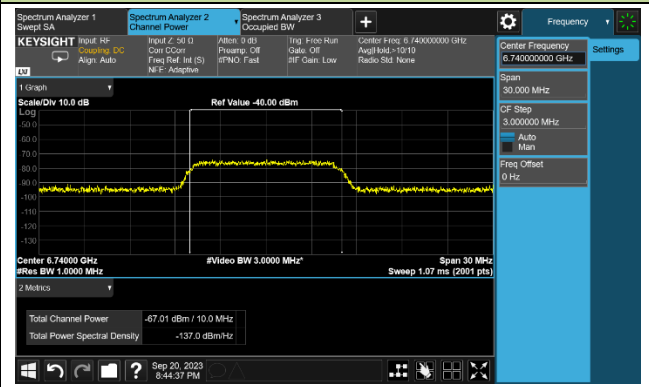 Spectrum Analyzer 1
Swept SA
Spectrum Analyzer 2
Channel Power
Spectrum Analyzer 3
Occupied BW
Frequency
KEYSIGHT
Input: RF
Coupling: DC
Align: Auto
Input Z: 50 Ω
Corr CCorr
Freq Ref: Int (S)
NFE: Adaptive
Atten: 0 dB
Preamp: Off
#PNO: Fast
Trig: Free Run
Gate: Off
#IF Gain: Low
Center Freq: 6.740000000 GHz
Avg|Hold:>10/10
Radio Std: None
LXI
1 Graph
Scale/Div 10.0 dB
Ref Value -40.00 dBm
Log
-50.0
-60.0
-70.0
-80.0
-90.0
-100
-110
-120
-130
Center 6.74000 GHz
#Video BW 3.0000 MHz*
Span 30 MHz
#Res BW 1.0000 MHz
Sweep 1.07 ms (2001 pts)
2 Metrics
Total Channel Power
-67.01 dBm / 10.0 MHz
Total Power Spectral Density
-137.0 dBm/Hz
Sep 20, 2023
8:44:37 PM
Center Frequency
6.740000000 GHz
Settings
Span
30.000 MHz
CF Step
3.000000 MHz
Auto
Man
Freq Offset
0 Hz